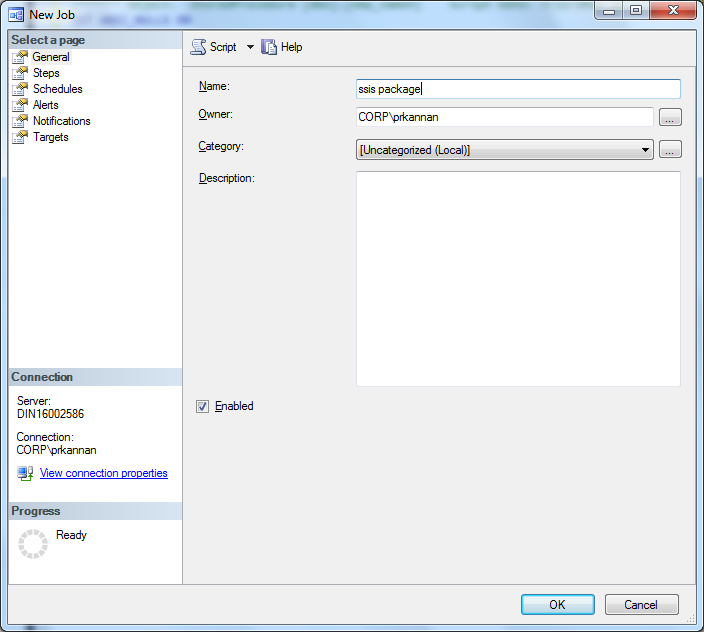 New Job
Select a page
General
Steps
Schedules
Alerts
Notifications
Targets
Script
Help
Name:
ssis package
Owner:
CORP\prkannan
...
Category:
[Uncategorized (Local)]
...
Description:
Enabled
Connection
Server:
DIN16002586
Connection:
CORP\prkannan
View connection properties
Progress
Ready
OK
Cancel